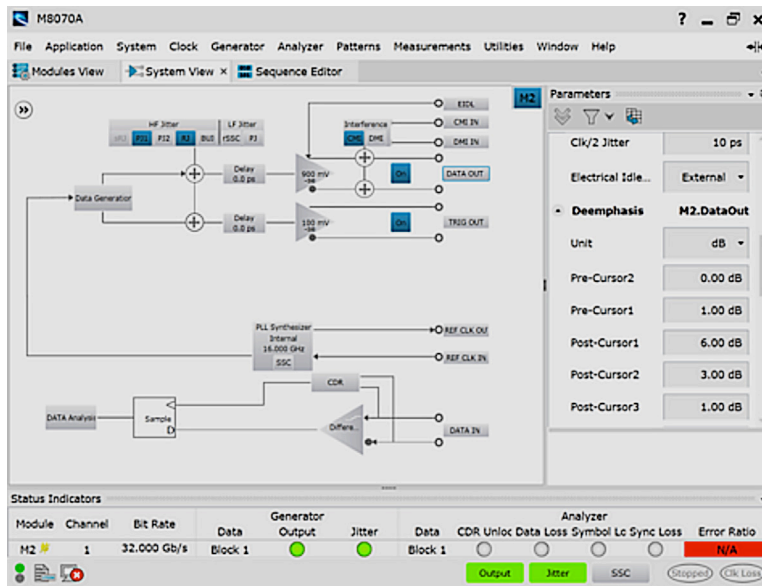 M8070A
File Application System Clock Generator Analyzer Patterns Measurements Utilities Window Help
Modules View
System View
Sequence Editor
M2
Parameters
HF Jitter
LF Jitter
PJ1 PJ2 RJ BUJ rSSC PJ
Interference
CMI DMI
EIDL
CMI IN
DMI IN
Delay
0.0 ps
900 mV
On
DATA OUT
Data Generator
Delay
0.0 ps
100 mV
On
TRIG OUT
PLL Synthesizer
Internal
16.000 GHz
SSC
REF CLK OU
REF CLK IN
CDR
DATA Analysis
Sample
D
Differe...
DATA IN
Clk/2 Jitter 10 ps
Electrical Idle... External
Deemphasis M2.DataOut
Unit dB
Pre-Cursor2 0.00 dB
Pre-Cursor1 1.00 dB
Post-Cursor1 6.00 dB
Post-Cursor2 3.00 dB
Post-Cursor3 1.00 dB
Status Indicators
Generator Analyzer
Module Channel Bit Rate Data Output Jitter Data CDR Unloc Data Loss Symbol Lc Sync Loss Error Ratio
M2 1 32.000 Gb/s Block 1 Block 1 N/A
Output Jitter SSC Stopped Clk Loss